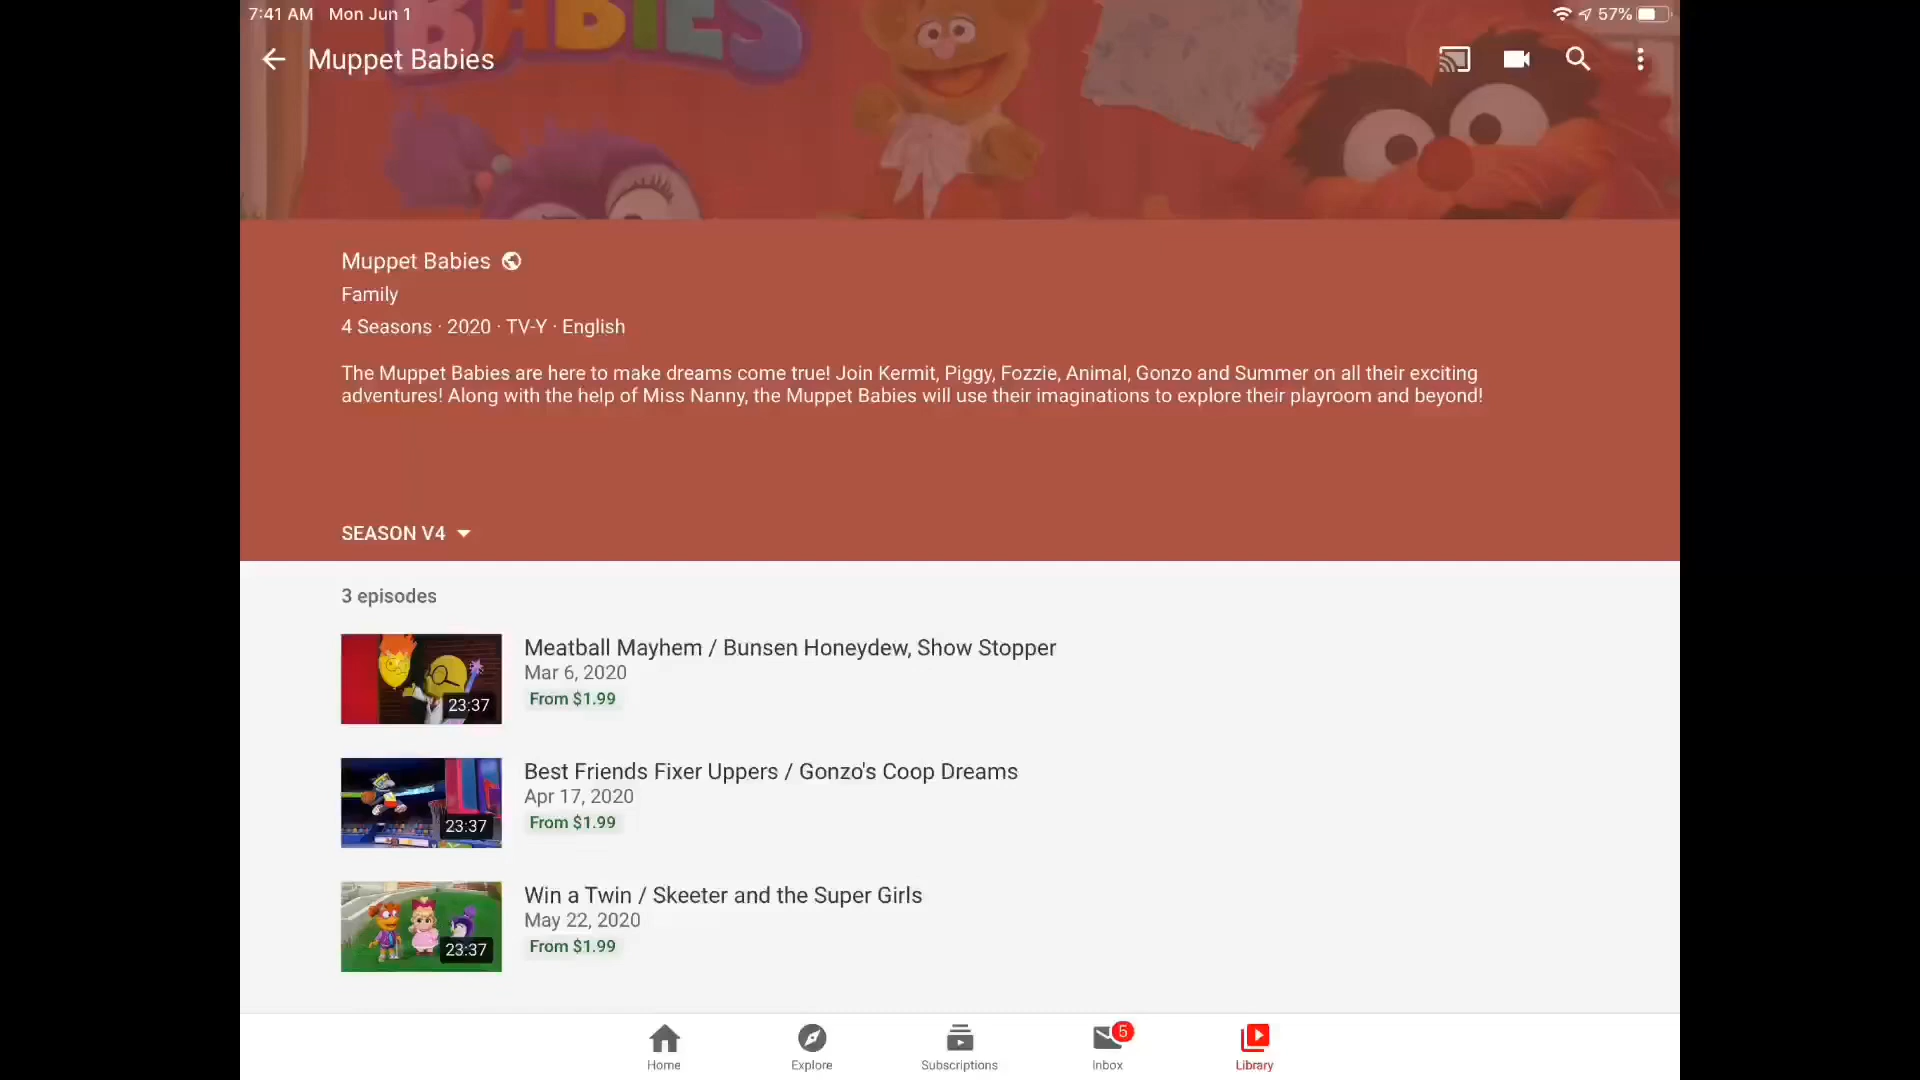 7:41 AM Mon Jun 1
57%
BABIES
Muppet Babies
Muppet Babies
Family
4 Seasons · 2020 · TV-Y · English
The Muppet Babies are here to make dreams come true! Join Kermit, Piggy, Fozzie, Animal, Gonzo and Summer on all their exciting
adventures! Along with the help of Miss Nanny, the Muppet Babies will use their imaginations to explore their playroom and beyond!
SEASON V4
3 episodes
Meatball Mayhem / Bunsen Honeydew, Show Stopper
Mar 6, 2020
From $1.99
23:37
Best Friends Fixer Uppers / Gonzo's Coop Dreams
Apr 17, 2020
From $1.99
23:37
Win a Twin / Skeeter and the Super Girls
May 22, 2020
From $1.99
23:37
5
Home Explore Subscriptions Inbox Library